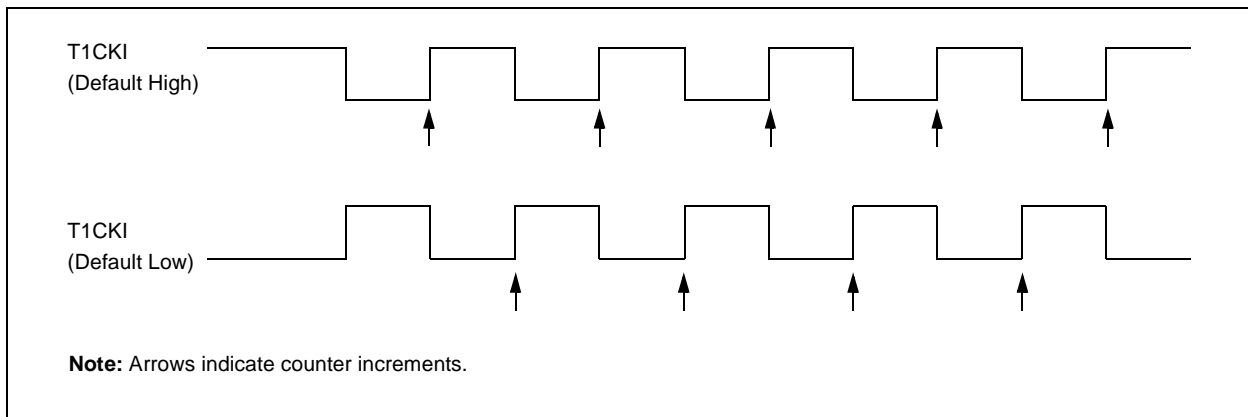 T1CKI
(Default High)
T1CKI
(Default Low)
Note: Arrows indicate counter increments.